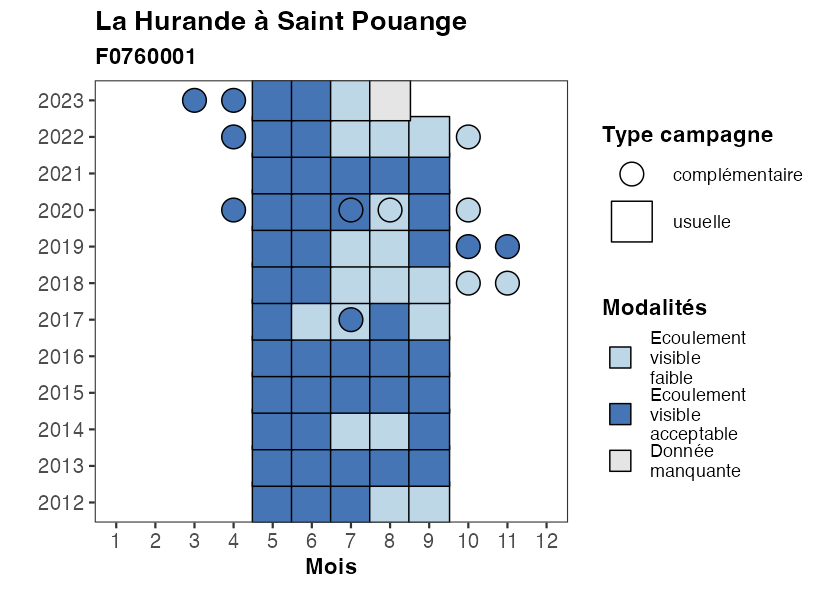 La Hurande à Saint Pouange
F0760001
2023
2022
2021
2020
2019
2018
2017
2016
2015
2014
2013
2012
1 2 3 4 5 6 7 8 9 10 11 12
Mois
Type campagne
complémentaire
usuelle
Modalités
Ecoulement
visible
faible
Ecoulement
visible
acceptable
Donnée
manquante